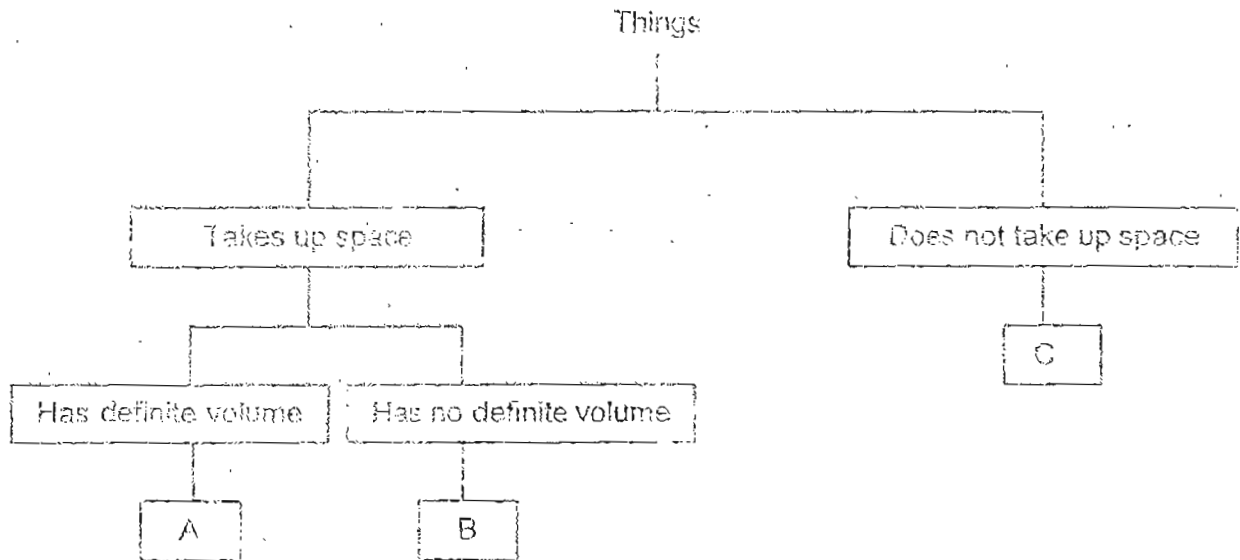 Things
Takes up space
Does not take up space
C
Has definite volume
Has no definite volume
A
B